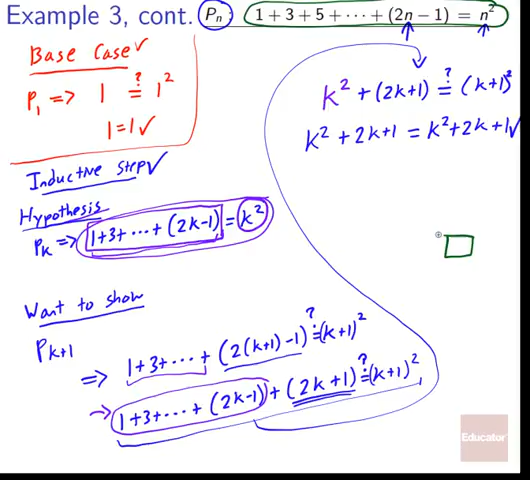 Example 3, cont. Pₙ: 1 + 3 + 5 + ⋯ + (2n − 1) = n²
Base Case ✓
P₁ => 1 ≟ 1²
1=1 ✓
k² + (2k+1) ≟ (k+1)²
k² + 2k+1 = k²+2k+1 ✓
Inductive Step ✓
Hypothesis
Pₖ => 1+3+⋯+(2k-1) = k²
Want to show
Pₖ₊₁
=> 1+3+⋯+(2(k+1)-1) ≟ (k+1)²
→ 1+3+⋯+(2k-1)+(2k+1) ≟ (k+1)²
Educator